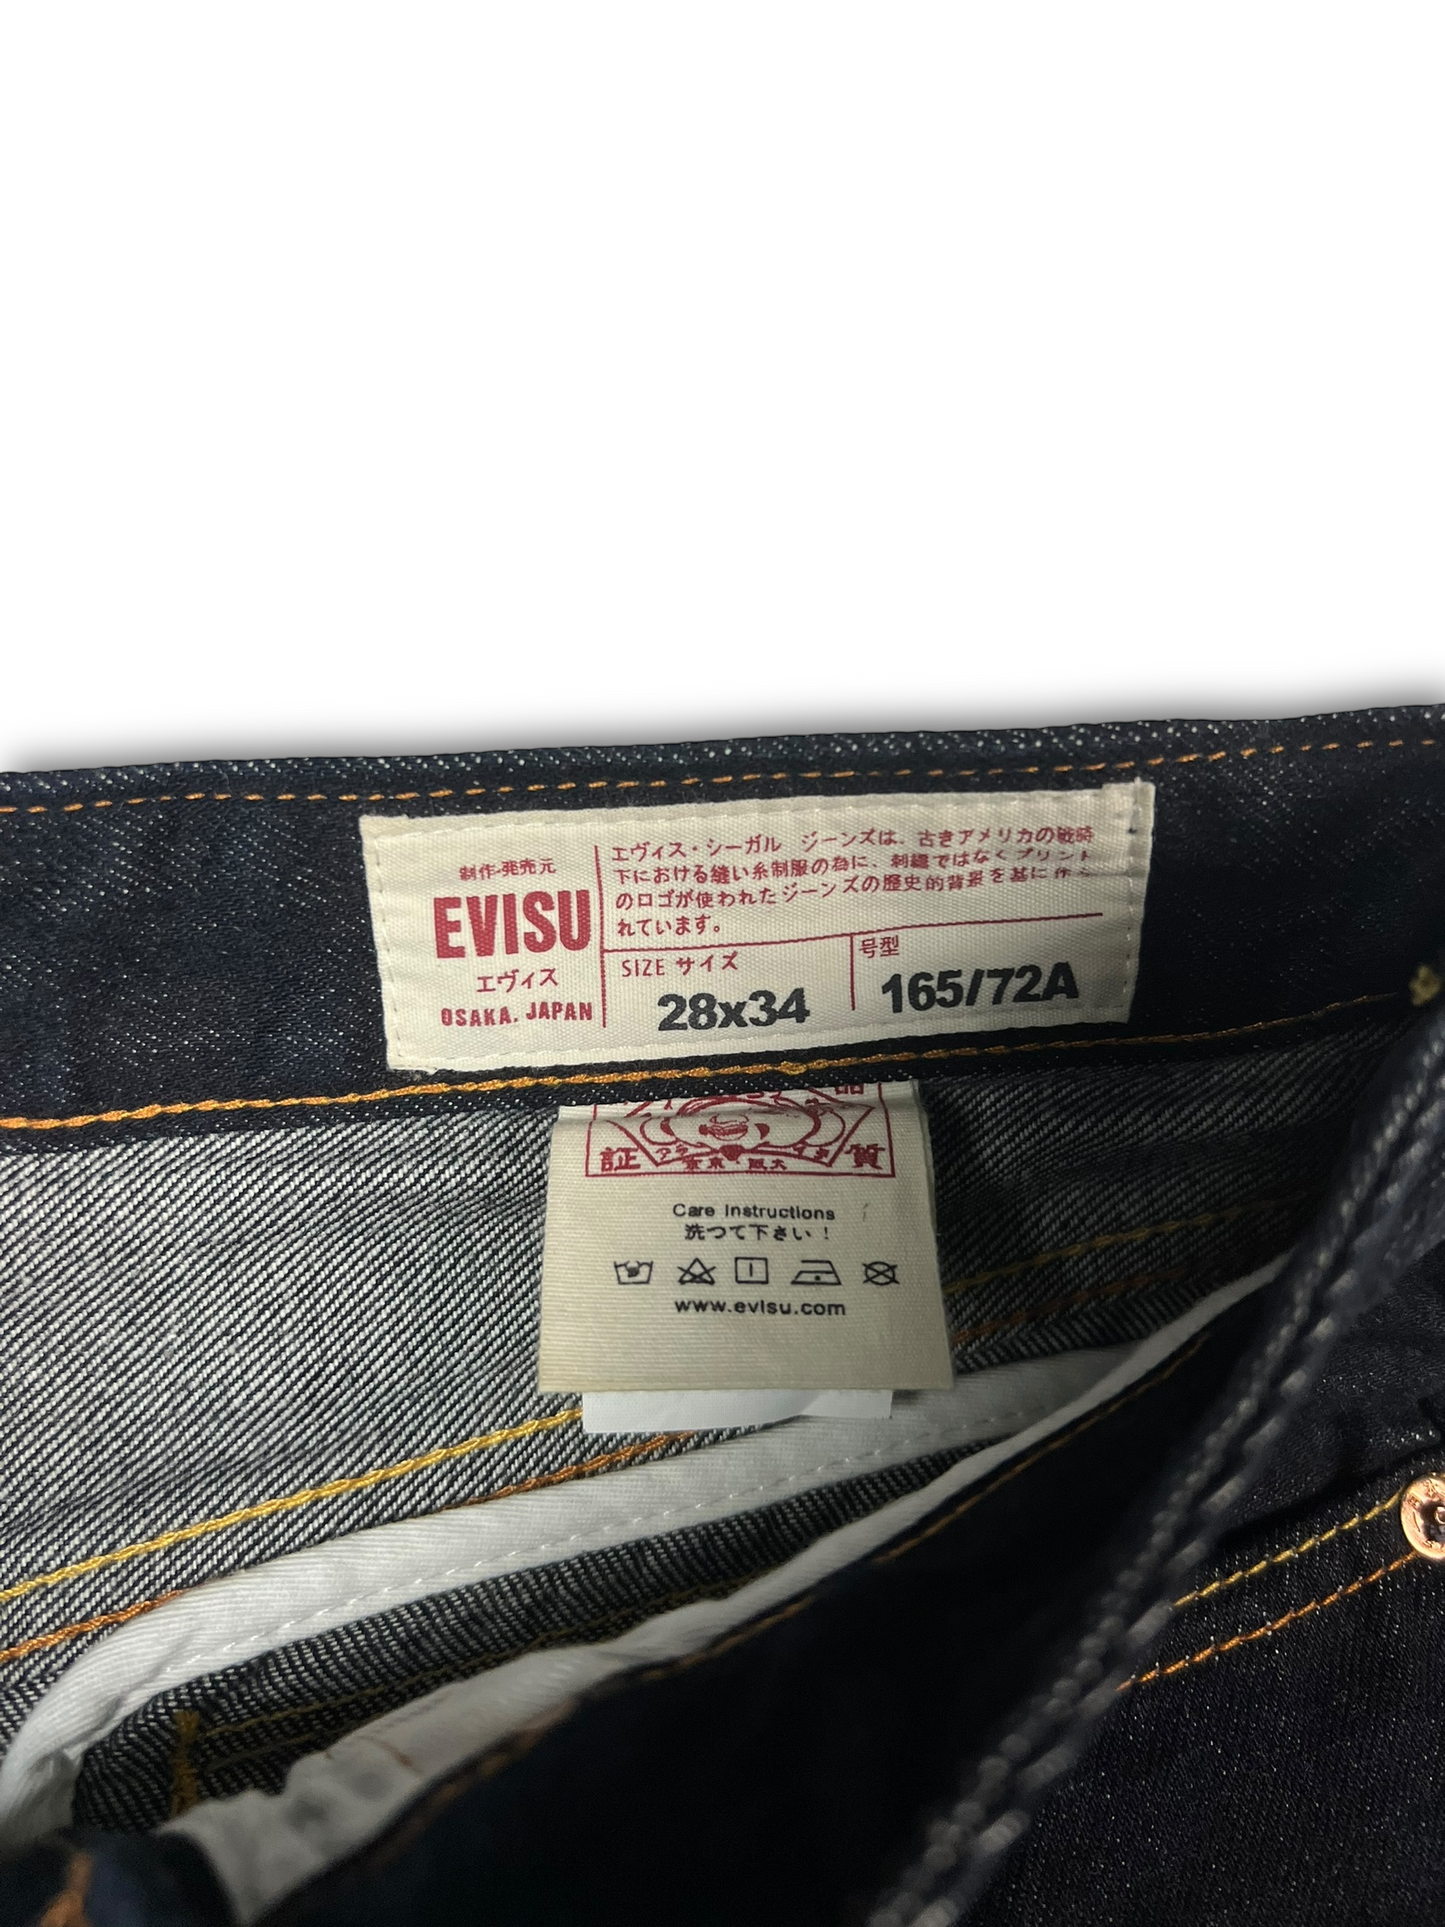 制作・発売元
EVISU
エヴィス
OSAKA. JAPAN
エヴィス・シーガル ジーンズは、古きアメリカの戦時
下における縫い糸制服の為に、刺繍ではなくプリント
のロゴが使われたジーンズの歴史的背景を基に作ら
れています。
SIZE サイズ
28x34
号型
165/72A
証
質
Care Instructions
洗つて下さい!
www.evisu.com